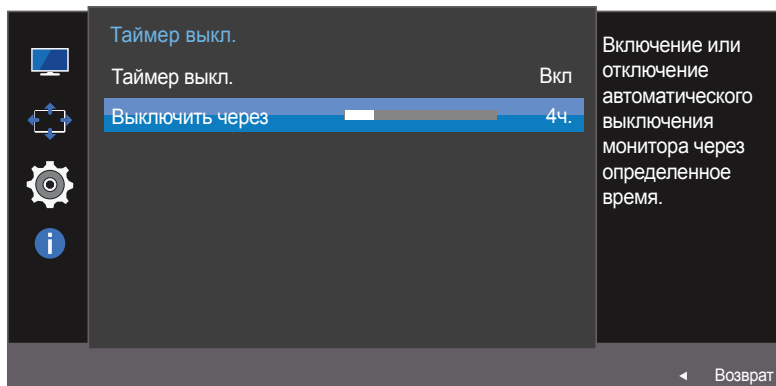 Таймер выкл.
Таймер выкл. Вкл
Выключить через 4ч.
Включение или
отключение
автоматического
выключения
монитора через
определенное
время.
Возврат